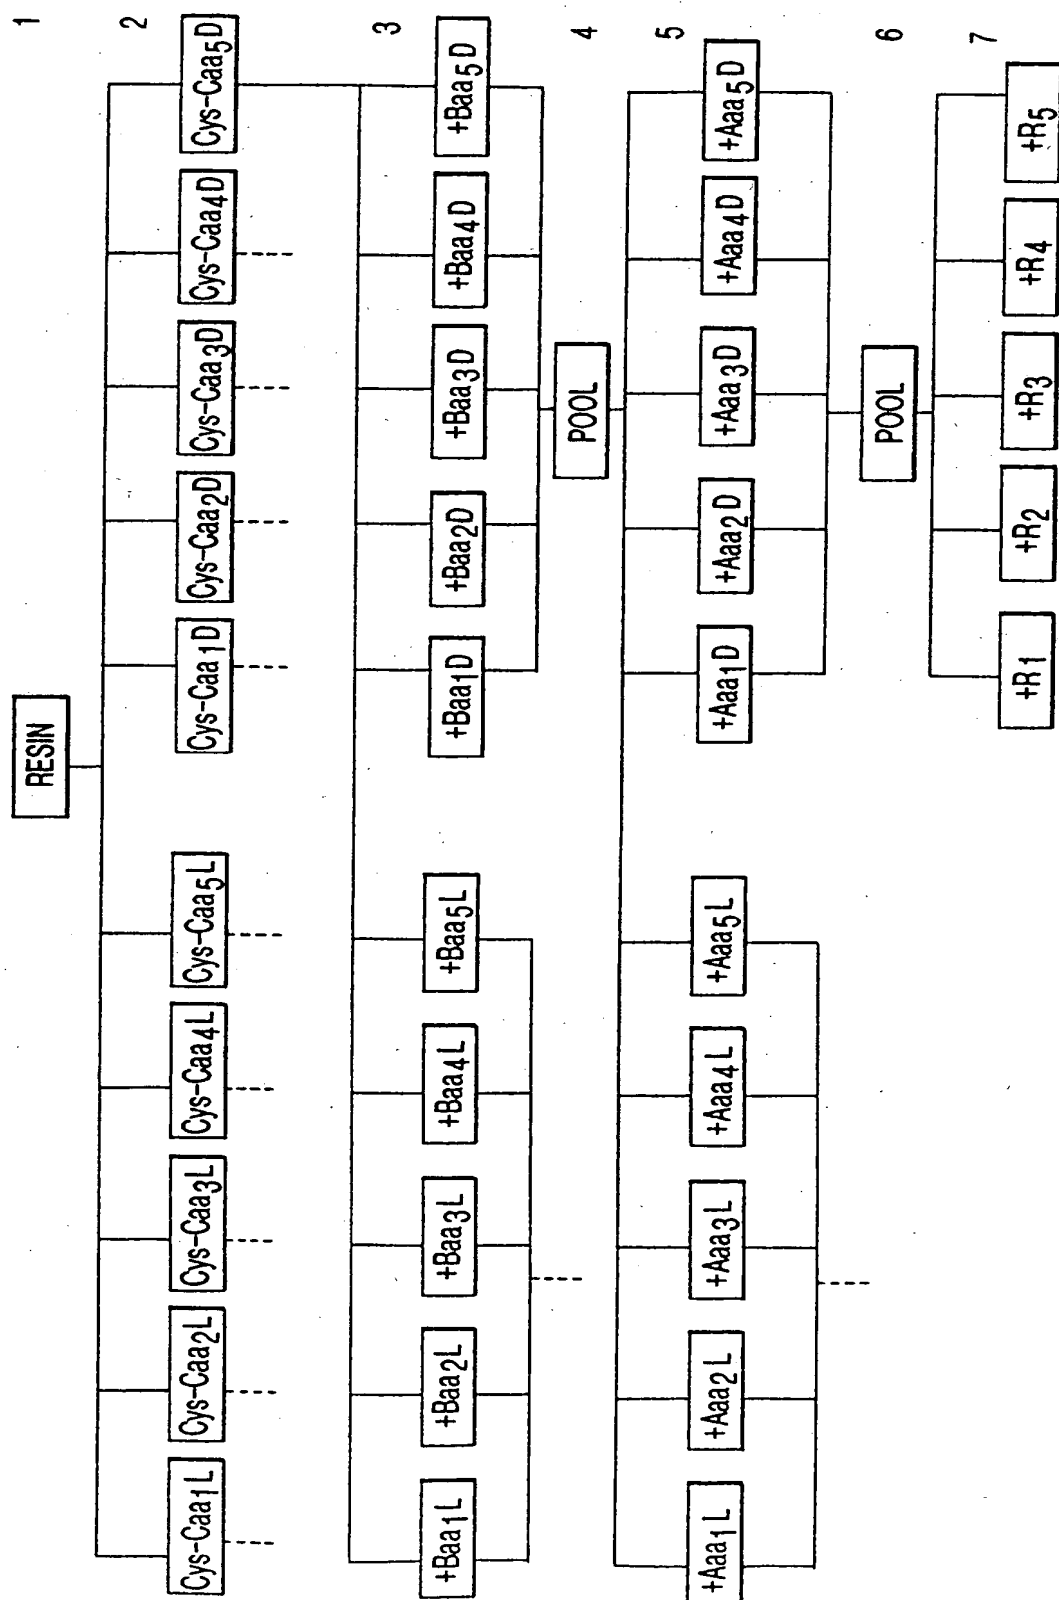 RESIN 1
Cys-Caa1L Cys-Caa2L Cys-Caa3L Cys-Caa4L Cys-Caa5L Cys-Caa1D Cys-Caa2D Cys-Caa3D Cys-Caa4D Cys-Caa5D 2
+Baa1L +Baa2L +Baa3L +Baa4L +Baa5L +Baa1D +Baa2D +Baa3D +Baa4D +Baa5D 3
POOL 4
+Aaa1L +Aaa2L +Aaa3L +Aaa4L +Aaa5L +Aaa1D +Aaa2D +Aaa3D +Aaa4D +Aaa5D 5
POOL 6
+R1 +R2 +R3 +R4 +R5 7